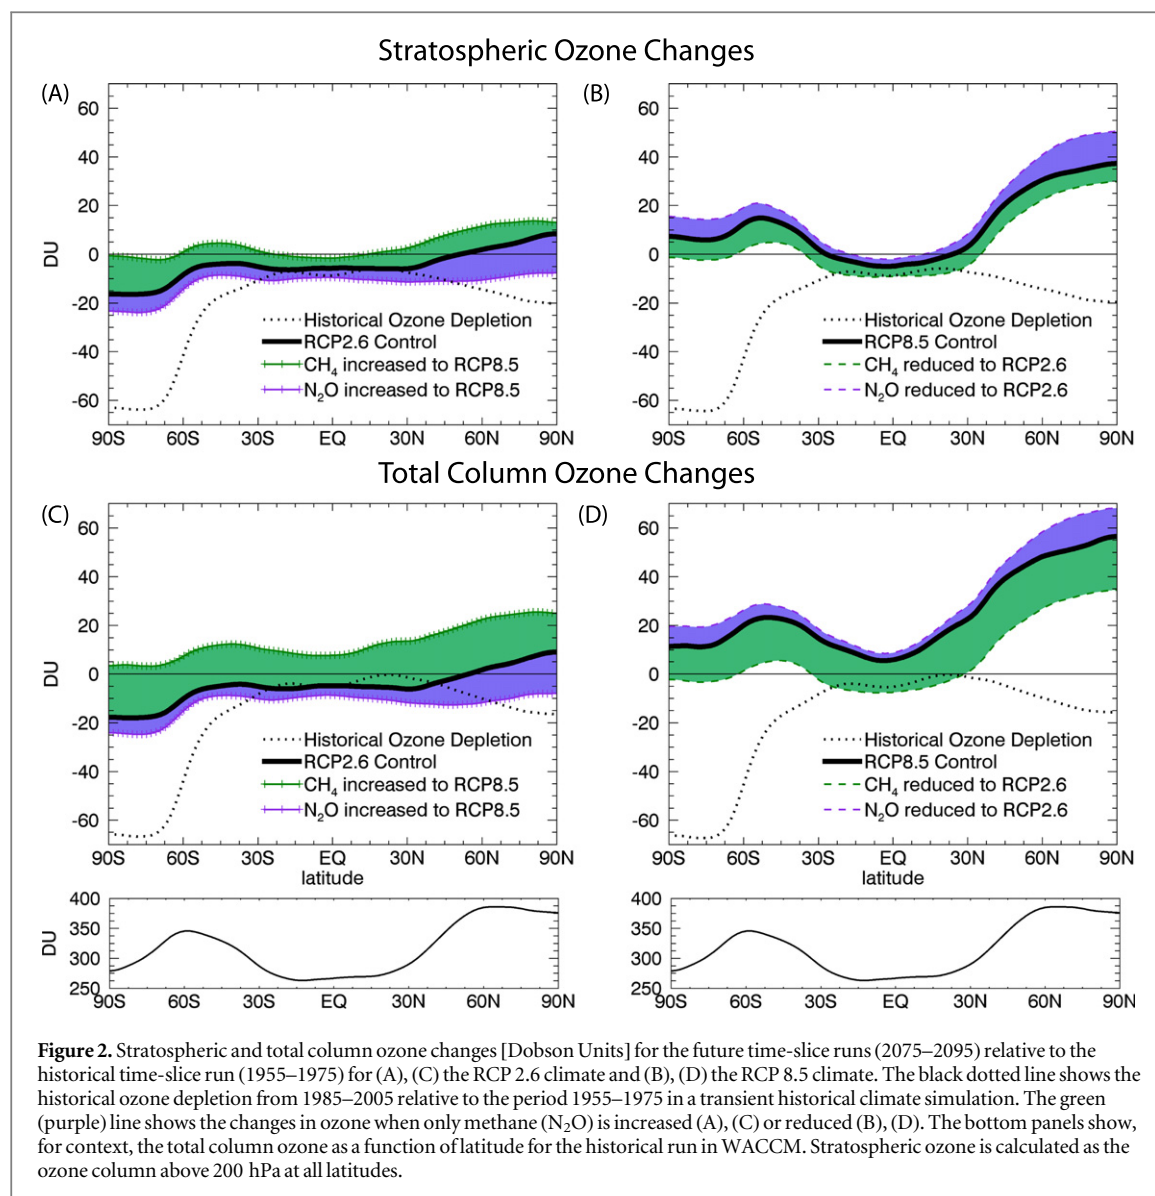 Stratospheric Ozone Changes
(A)
(B)
60
40
20
0
-20
-40
-60
DU
Historical Ozone Depletion
RCP2.6 Control
CH4 increased to RCP8.5
N2O increased to RCP8.5
90S 60S 30S EQ 30N 60N 90N
60
40
20
0
-20
-40
-60
Historical Ozone Depletion
RCP8.5 Control
CH4 reduced to RCP2.6
N2O reduced to RCP2.6
90S 60S 30S EQ 30N 60N 90N
Total Column Ozone Changes
(C)
(D)
60
40
20
0
-20
-40
-60
DU
Historical Ozone Depletion
RCP2.6 Control
CH4 increased to RCP8.5
N2O increased to RCP8.5
90S 60S 30S EQ 30N 60N 90N
latitude
60
40
20
0
-20
-40
-60
Historical Ozone Depletion
RCP8.5 Control
CH4 reduced to RCP2.6
N2O reduced to RCP2.6
90S 60S 30S EQ 30N 60N 90N
latitude
400
350
300
250
DU
90S 60S 30S EQ 30N 60N 90N
400
350
300
250
90S 60S 30S EQ 30N 60N 90N
Figure 2. Stratospheric and total column ozone changes [Dobson Units] for the future time-slice runs (2075–2095) relative to the
historical time-slice run (1955–1975) for (A), (C) the RCP 2.6 climate and (B), (D) the RCP 8.5 climate. The black dotted line shows the
historical ozone depletion from 1985–2005 relative to the period 1955–1975 in a transient historical climate simulation. The green
(purple) line shows the changes in ozone when only methane (N2O) is increased (A), (C) or reduced (B), (D). The bottom panels show,
for context, the total column ozone as a function of latitude for the historical run in WACCM. Stratospheric ozone is calculated as the
ozone column above 200 hPa at all latitudes.